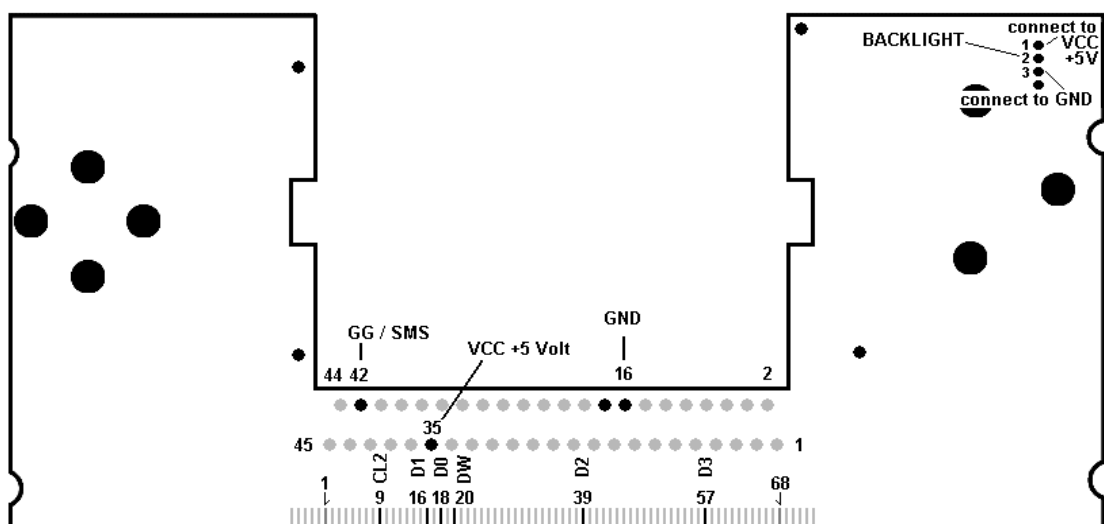 connect to
BACKLIGHT 1 VCC
2 +5V
3
connect to GND
GG / SMS
VCC +5 Volt
GND
44 42 16 2
35
45 1
CL2 D1 D0 DW D2 D3
1 68
9 16 18 20 39 57